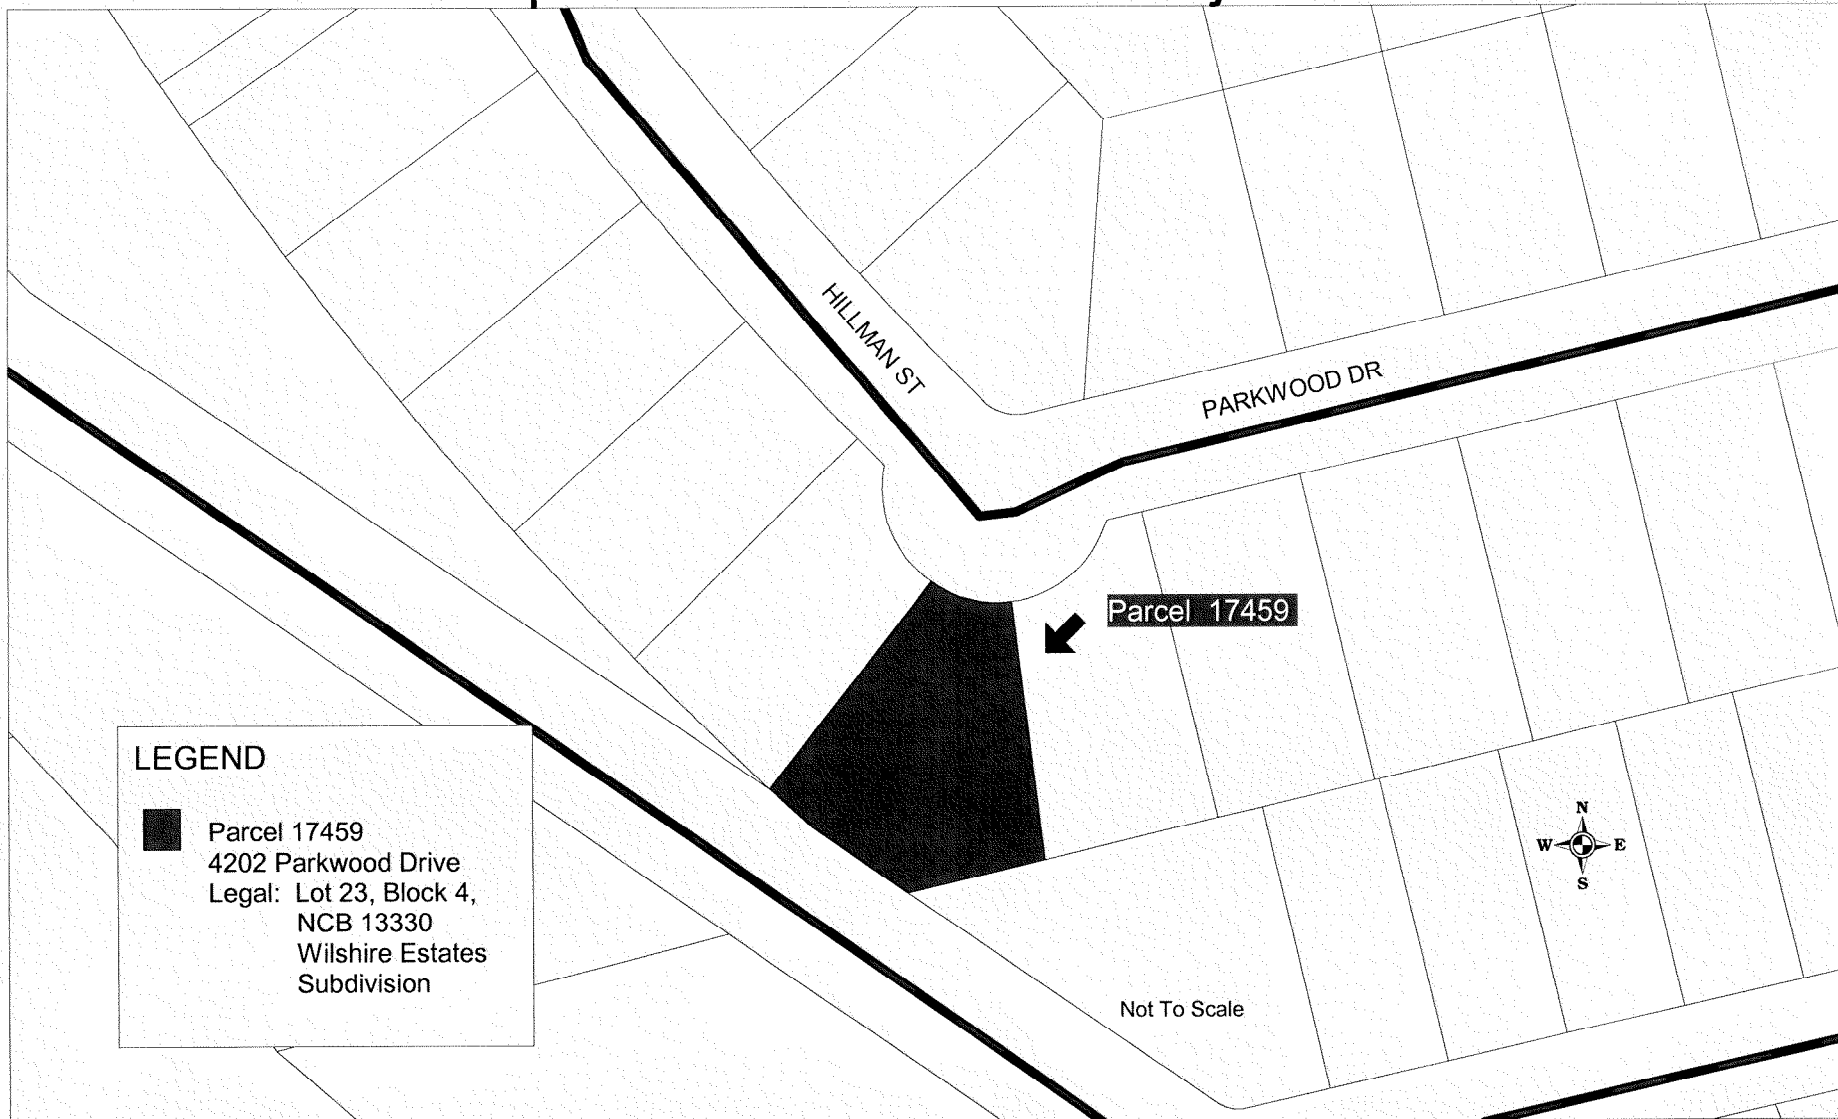 HILLMAN ST
PARKWOOD DR
Parcel 17459
LEGEND
Parcel 17459
4202 Parkwood Drive
Legal: Lot 23, Block 4,
NCB 13330
Wilshire Estates
Subdivision
N
W E
S
Not To Scale